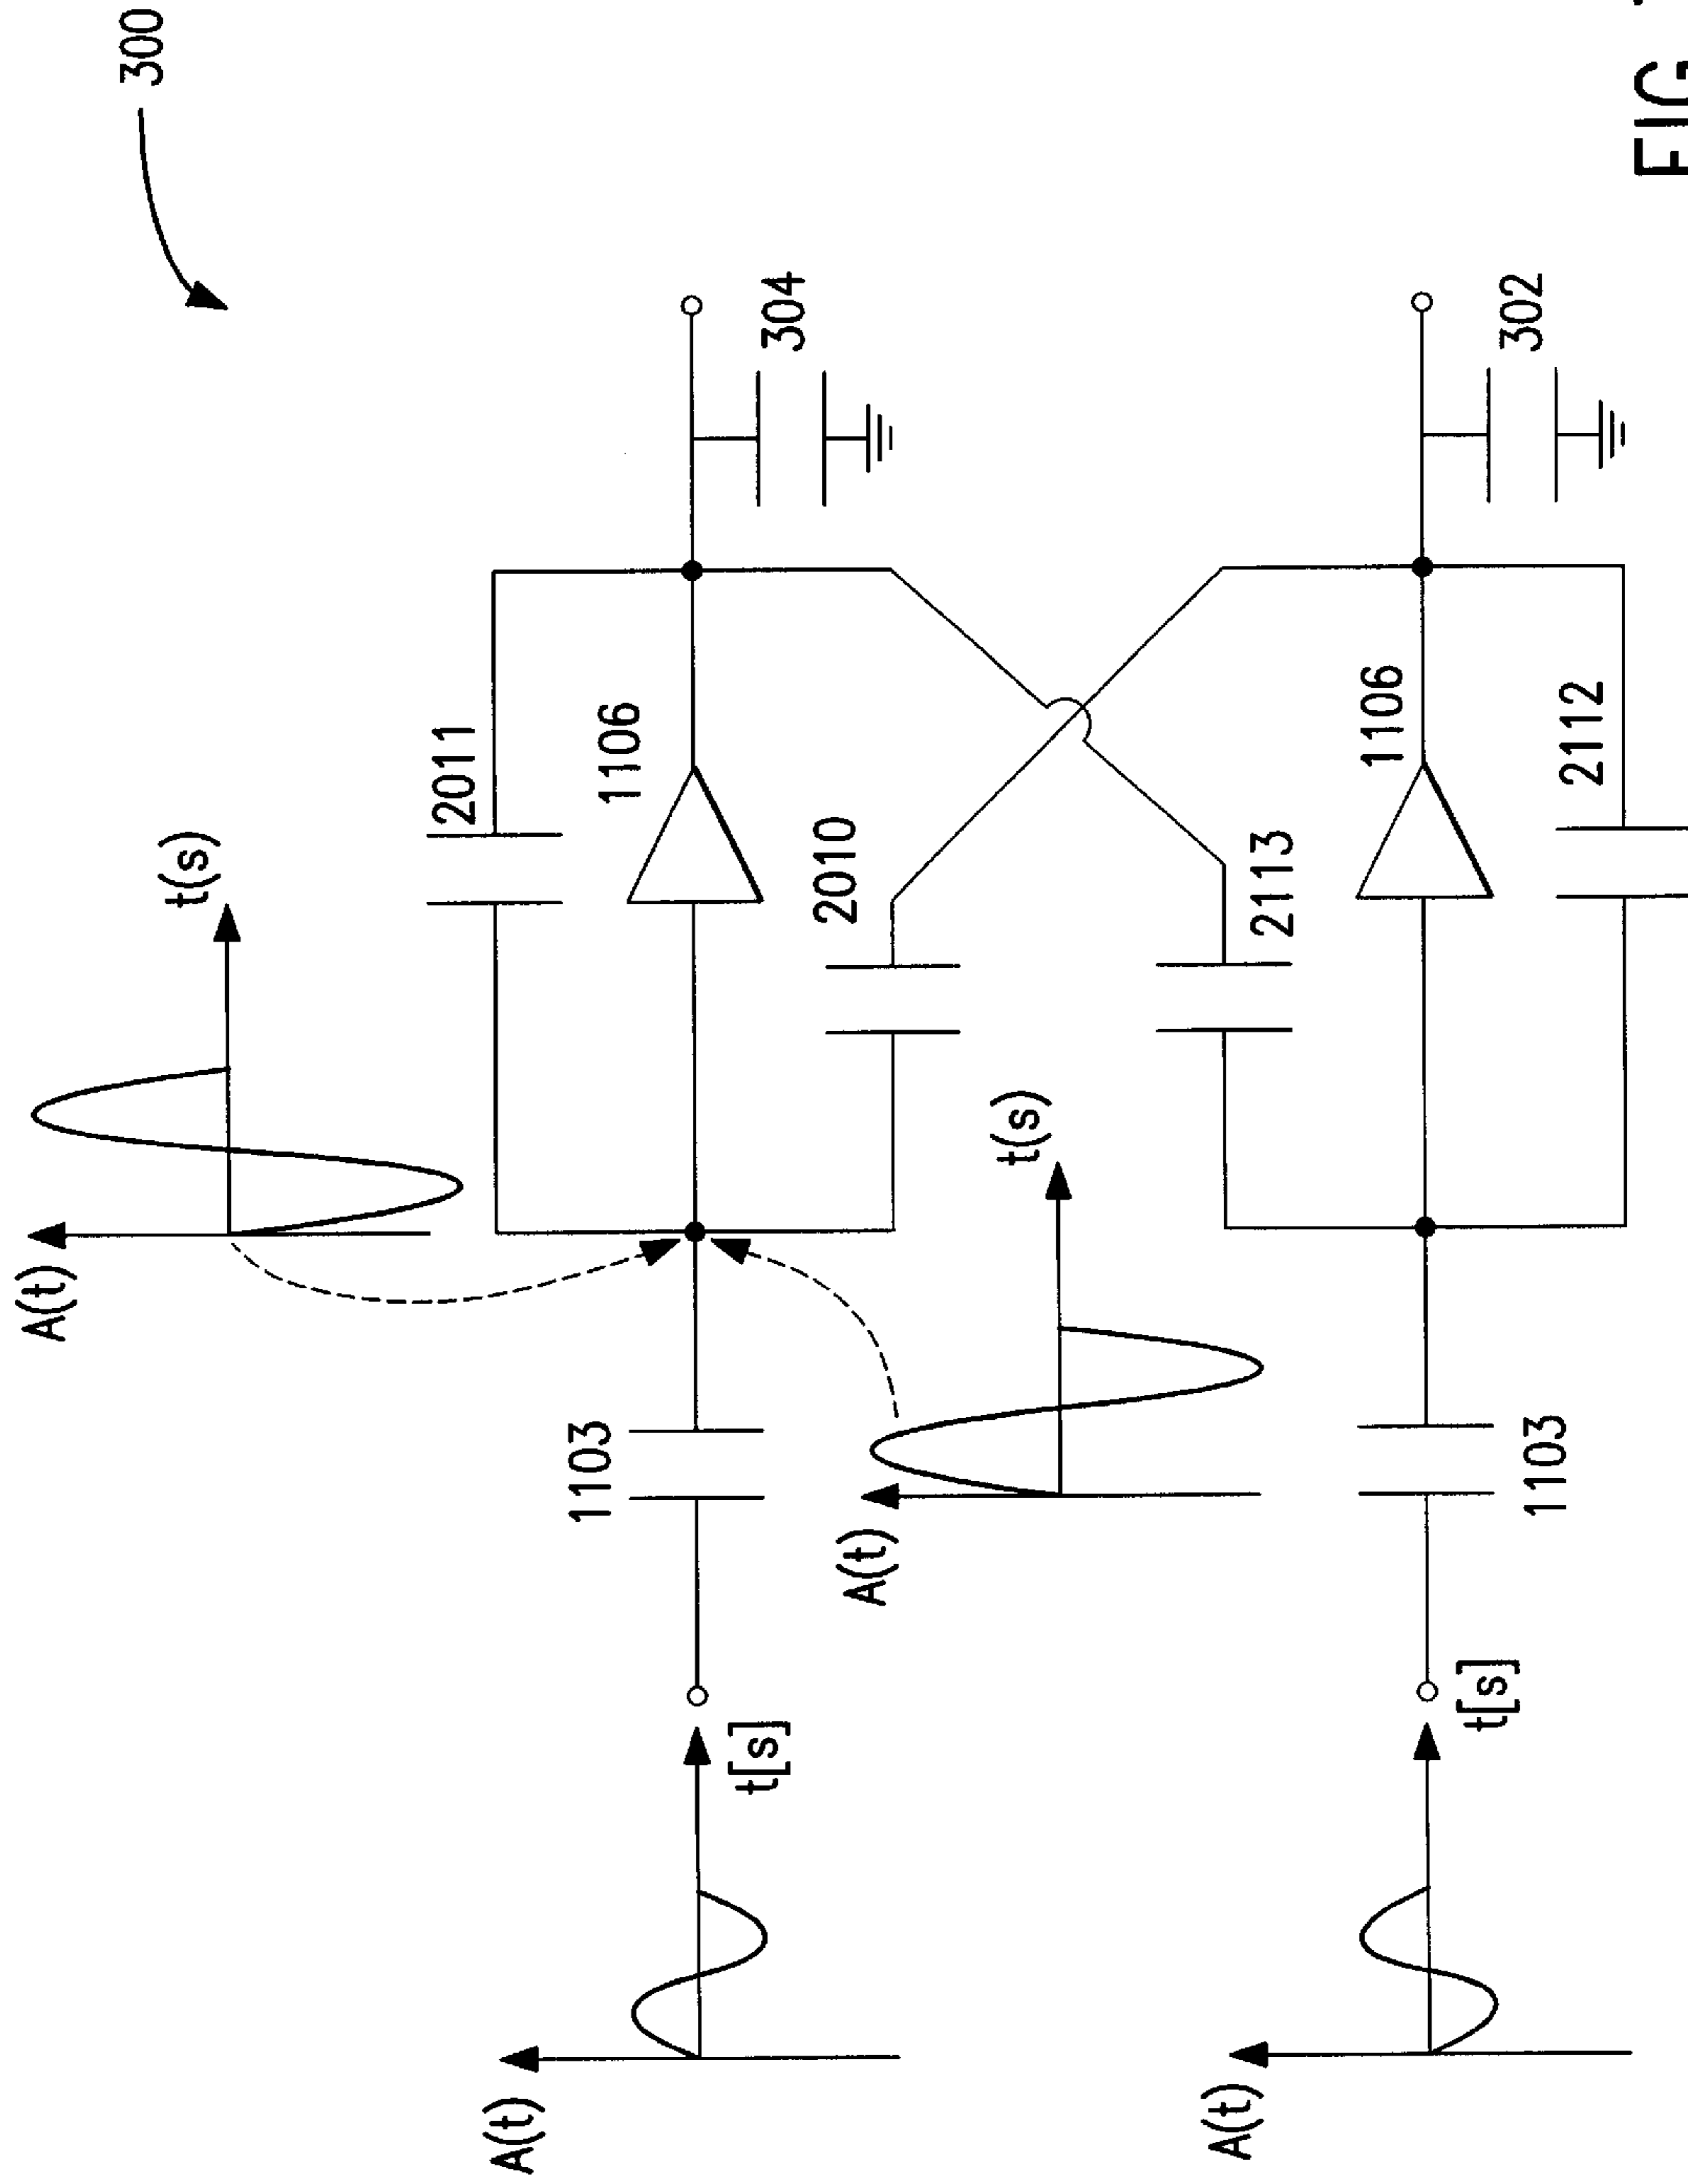 300
A(t)
t(s)
2011
1106
304
1103
2010
A(t)
t[s]
A(t)
t(s)
2113
1106
302
1103
2112
A(t)
t[s]
FIG.